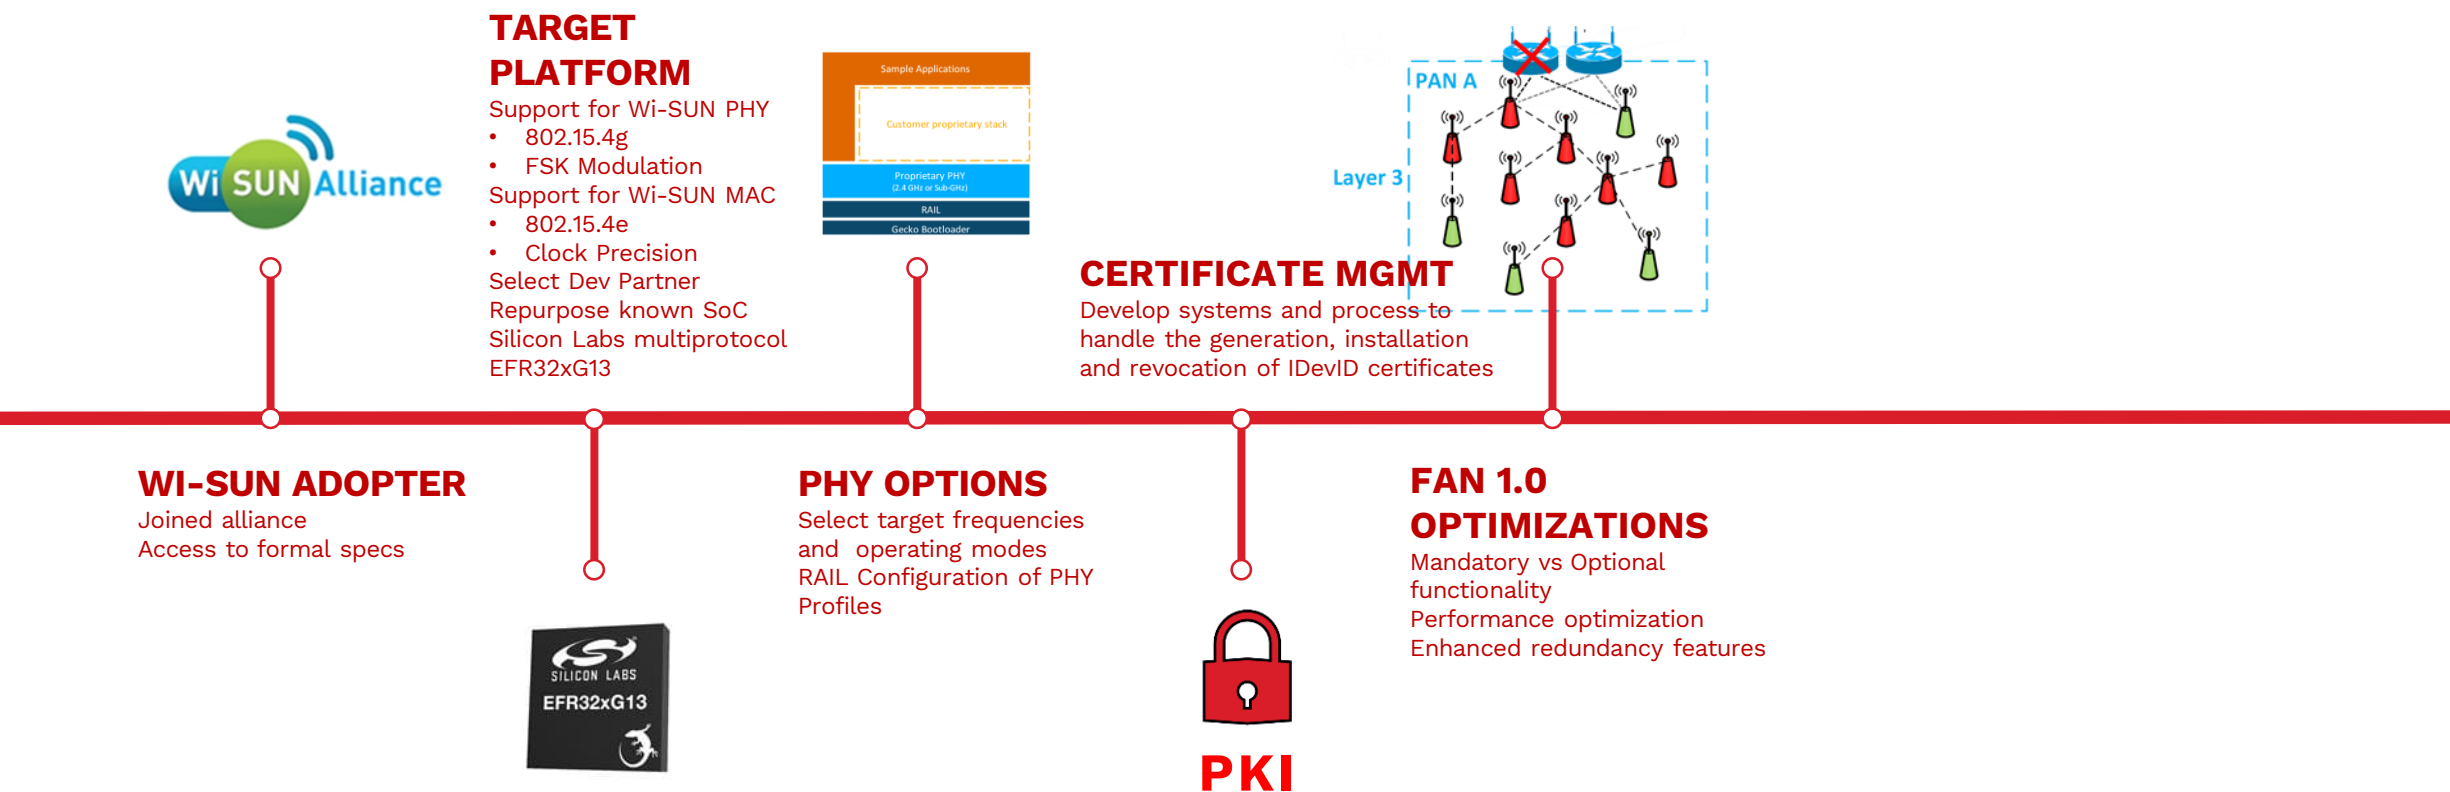 Wi SUN Alliance
WI-SUN ADOPTER
Joined alliance
Access to formal specs
TARGET
PLATFORM
Support for Wi-SUN PHY
• 802.15.4g
• FSK Modulation
Support for Wi-SUN MAC
• 802.15.4e
• Clock Precision
Select Dev Partner
Repurpose known SoC
Silicon Labs multiprotocol
EFR32xG13
SILICON LABS
EFR32xG13
Sample Applications
Customer proprietary stack
Proprietary PHY
(2.4 GHz or Sub-GHz)
RAIL
Gecko Bootloader
PHY OPTIONS
Select target frequencies
and operating modes
RAIL Configuration of PHY
Profiles
CERTIFICATE MGMT
Develop systems and process to
handle the generation, installation
and revocation of IDevID certificates
PKI
PAN A
Layer 3
FAN 1.0
OPTIMIZATIONS
Mandatory vs Optional
functionality
Performance optimization
Enhanced redundancy features